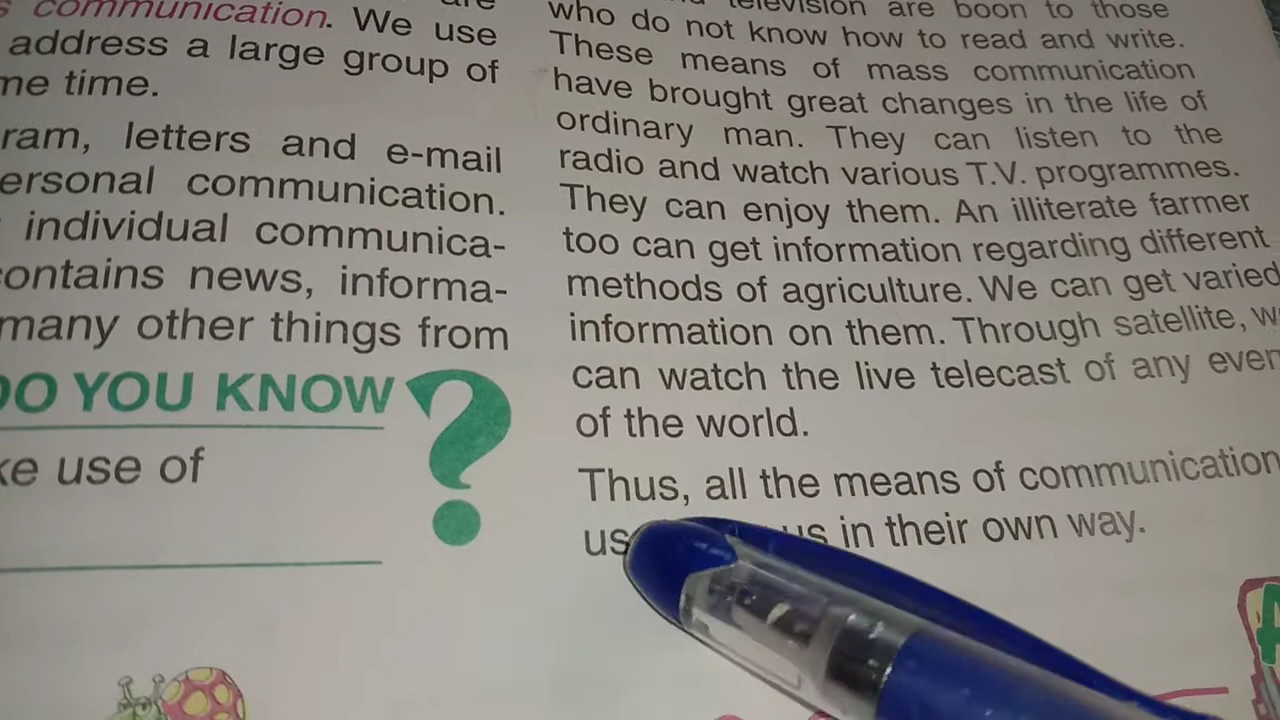 communication. We use
address a large group of
me time.
ram, letters and e-mail
ersonal communication.
individual communica-
ontains news, informa-
many other things from
DO YOU KNOW?
ke use of
television are boon to those
who do not know how to read and write.
These means of mass communication
have brought great changes in the life of
ordinary man. They can listen to the
radio and watch various T.V. programmes.
They can enjoy them. An illiterate farmer
too can get information regarding different
methods of agriculture. We can get varied
information on them. Through satellite, w
can watch the live telecast of any even
of the world.
Thus, all the means of communication
us us in their own way.